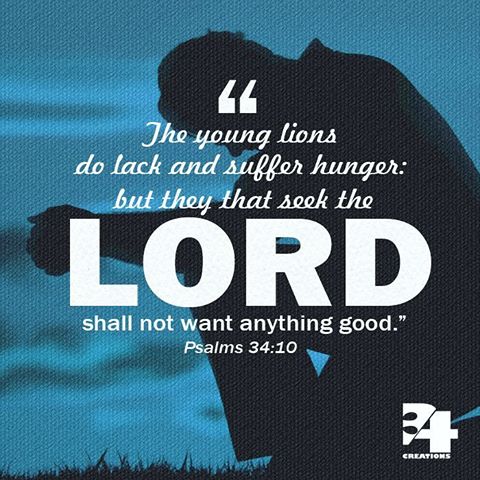 “
The young lions
do lack and suffer hunger:
but they that seek the
LORD
shall not want anything good.”
Psalms 34:10
34
CREATIONS